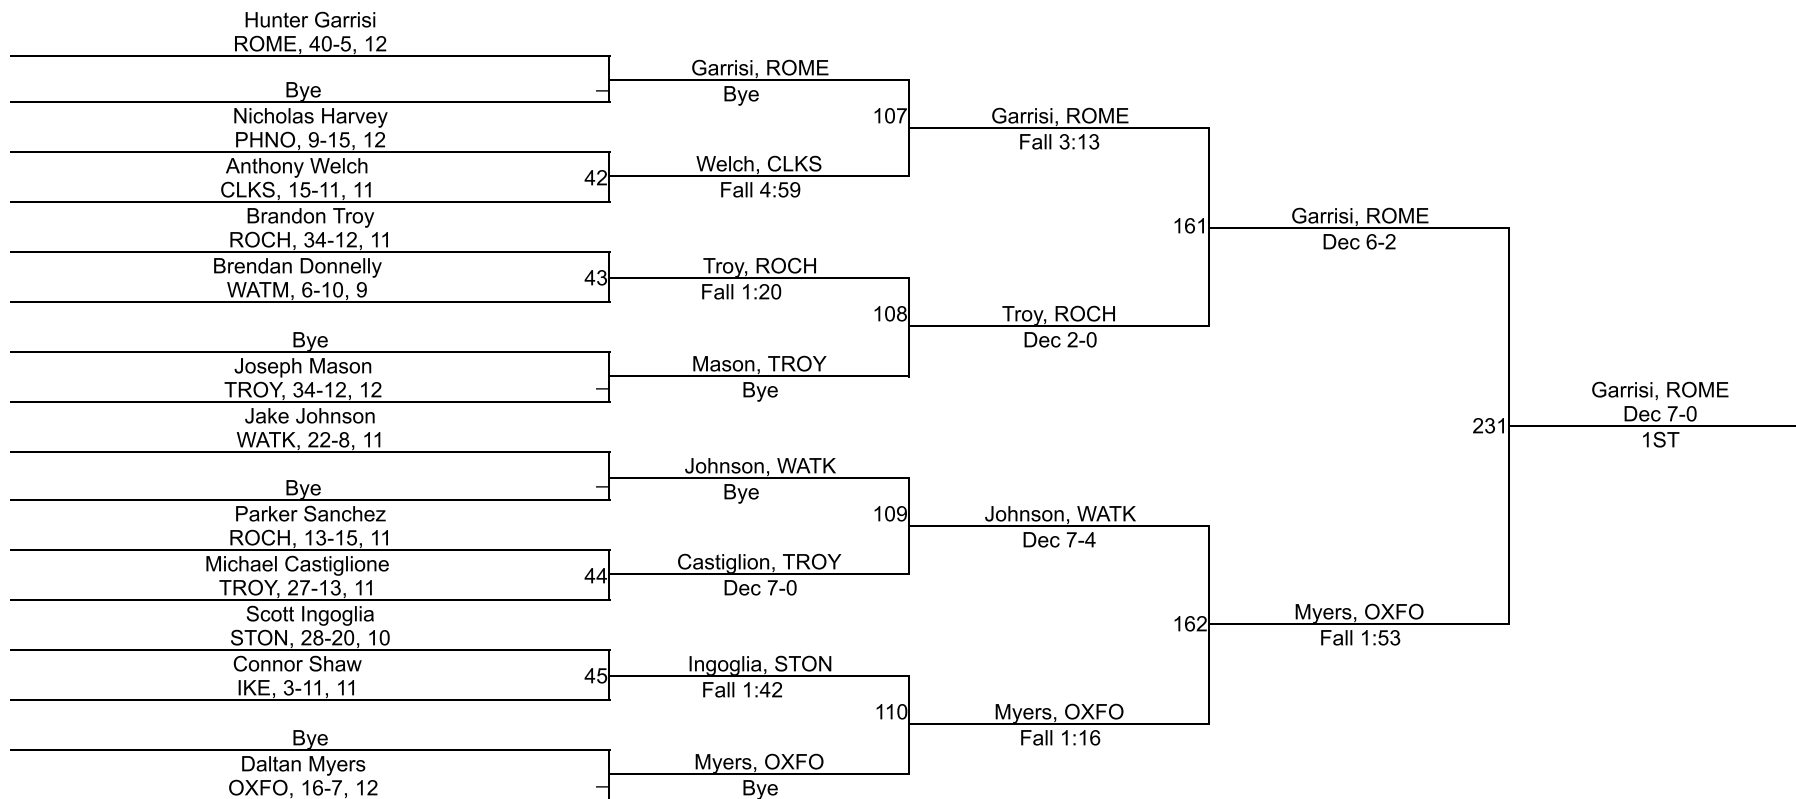 Hunter Garrisi
ROME, 40-5, 12
Bye
Nicholas Harvey
PHNO, 9-15, 12
Anthony Welch
CLKS, 15-11, 11
42
Brandon Troy
ROCH, 34-12, 11
Brendan Donnelly
WATM, 6-10, 9
43
Bye
Joseph Mason
TROY, 34-12, 12
Jake Johnson
WATK, 22-8, 11
Bye
Parker Sanchez
ROCH, 13-15, 11
Michael Castiglione
TROY, 27-13, 11
44
Scott Ingoglia
STON, 28-20, 10
Connor Shaw
IKE, 3-11, 11
45
Bye
Daltan Myers
OXFO, 16-7, 12
Garrisi, ROME
Bye
107
Welch, CLKS
Fall 4:59
Troy, ROCH
Fall 1:20
108
Mason, TROY
Bye
Johnson, WATK
Bye
109
Castiglion, TROY
Dec 7-0
Ingoglia, STON
Fall 1:42
110
Myers, OXFO
Bye
Garrisi, ROME
Fall 3:13
161
Troy, ROCH
Dec 2-0
Johnson, WATK
Dec 7-4
162
Myers, OXFO
Fall 1:16
Garrisi, ROME
Dec 6-2
231
Myers, OXFO
Fall 1:53
Garrisi, ROME
Dec 7-0
1ST